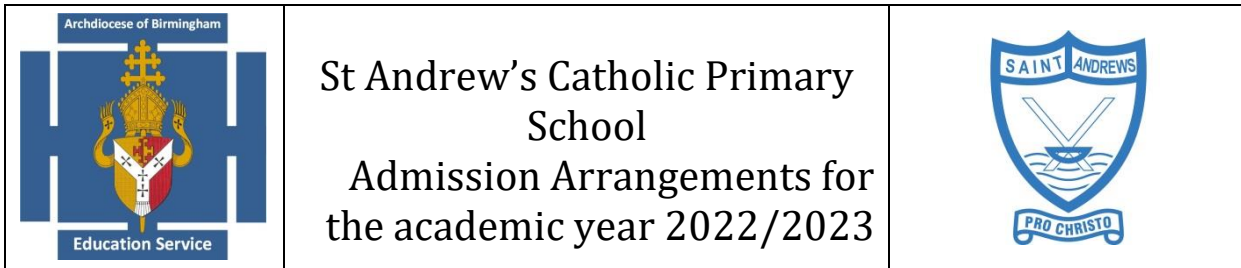 Archdiocese of Birmingham
Education Service
St Andrew’s Catholic Primary
School
Admission Arrangements for
the academic year 2022/2023
SAINT ANDREWS
PRO CHRISTO